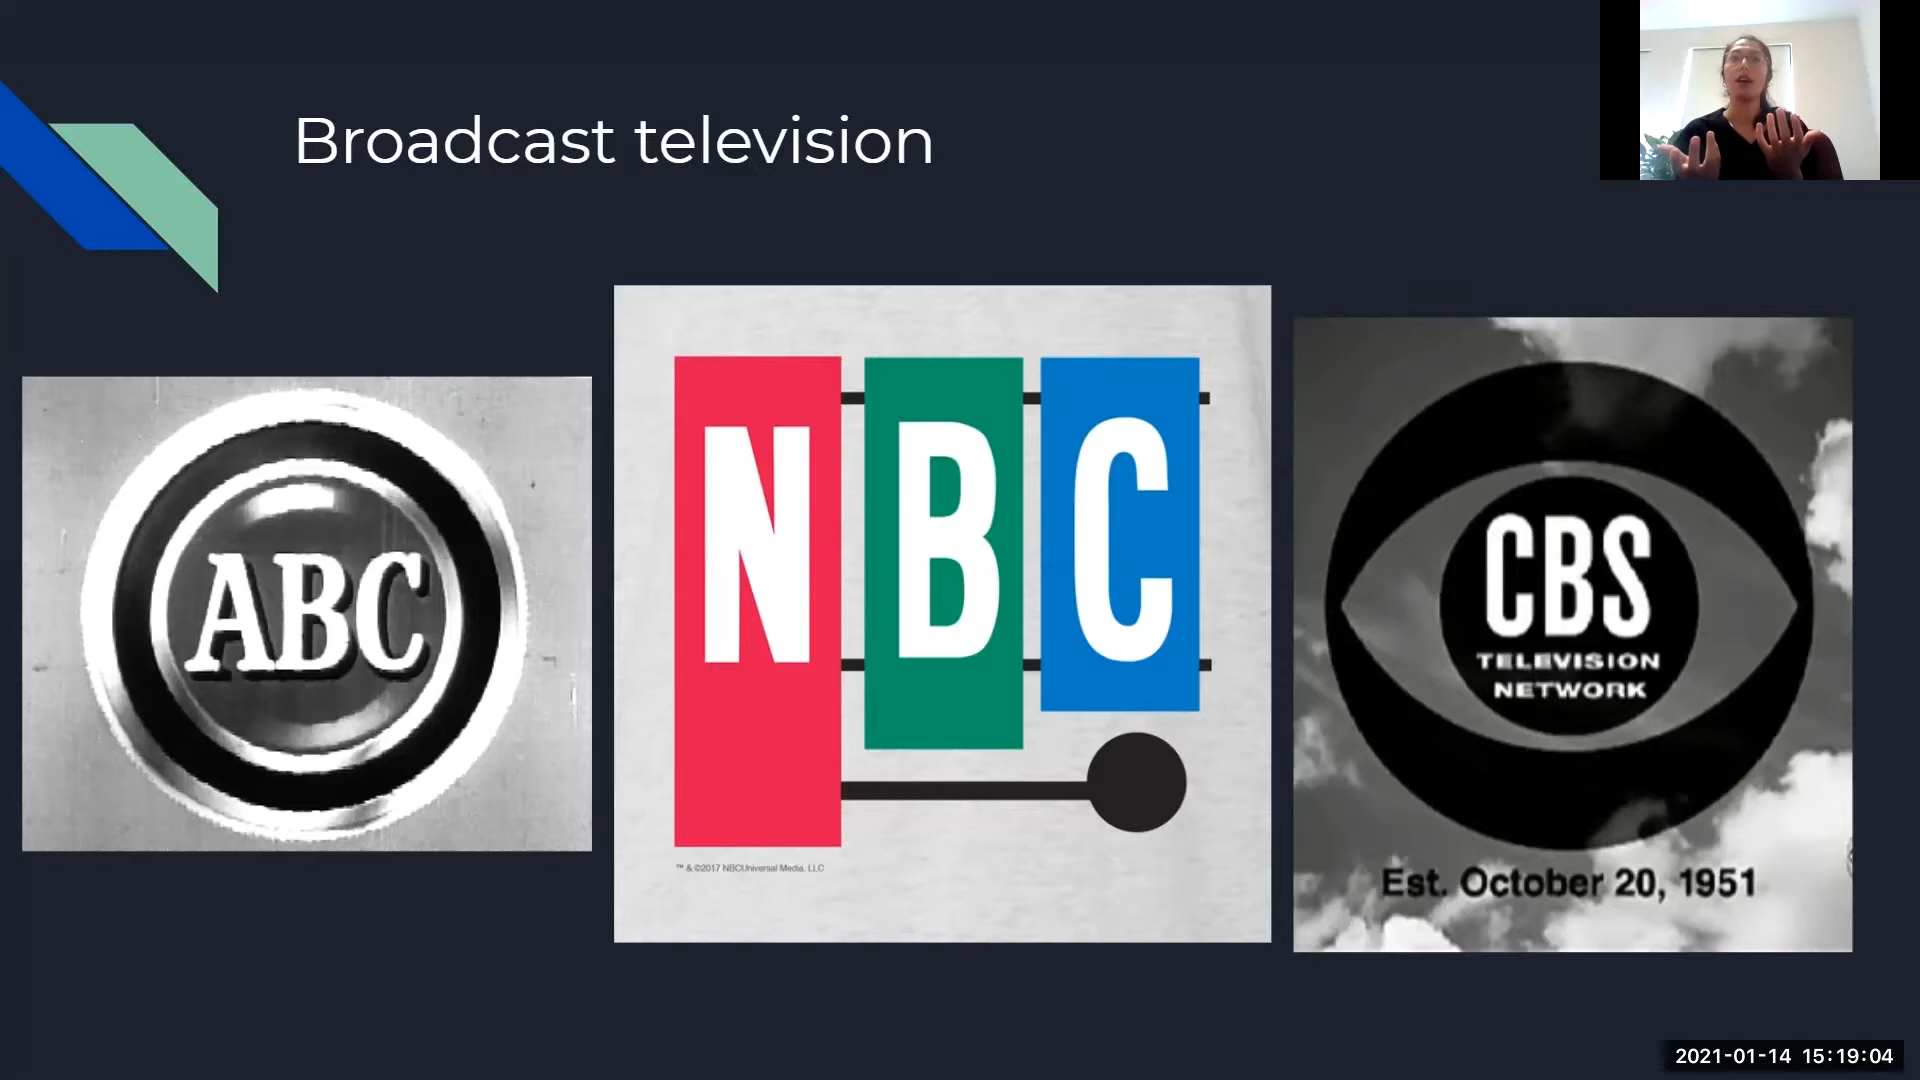 Broadcast television
ABC
NBC
™ & ©2017 NBCUniversal Media, LLC
CBS
TELEVISION
NETWORK
Est. October 20, 1951
2021-01-14 15:19:04